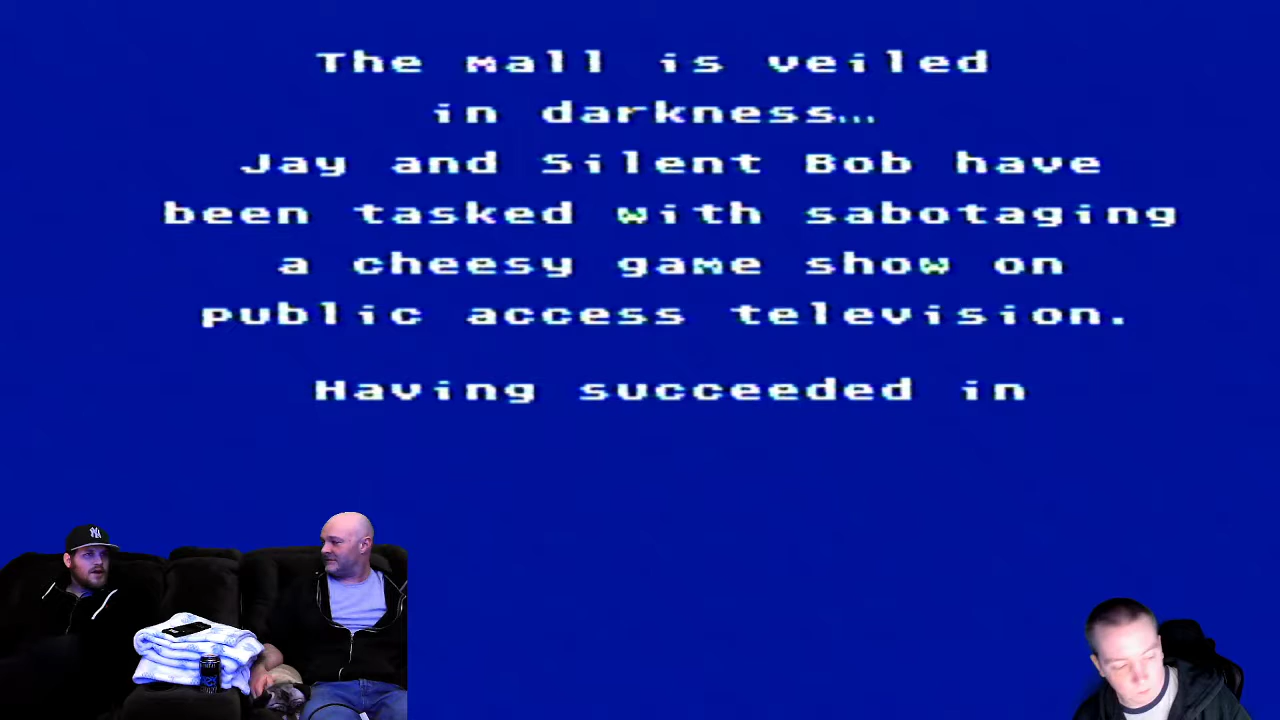 The mall is veiled
in darkness...
Jay and Silent Bob have
been tasked with sabotaging
a cheesy game show on
public access television.
Having succeeded in
NY